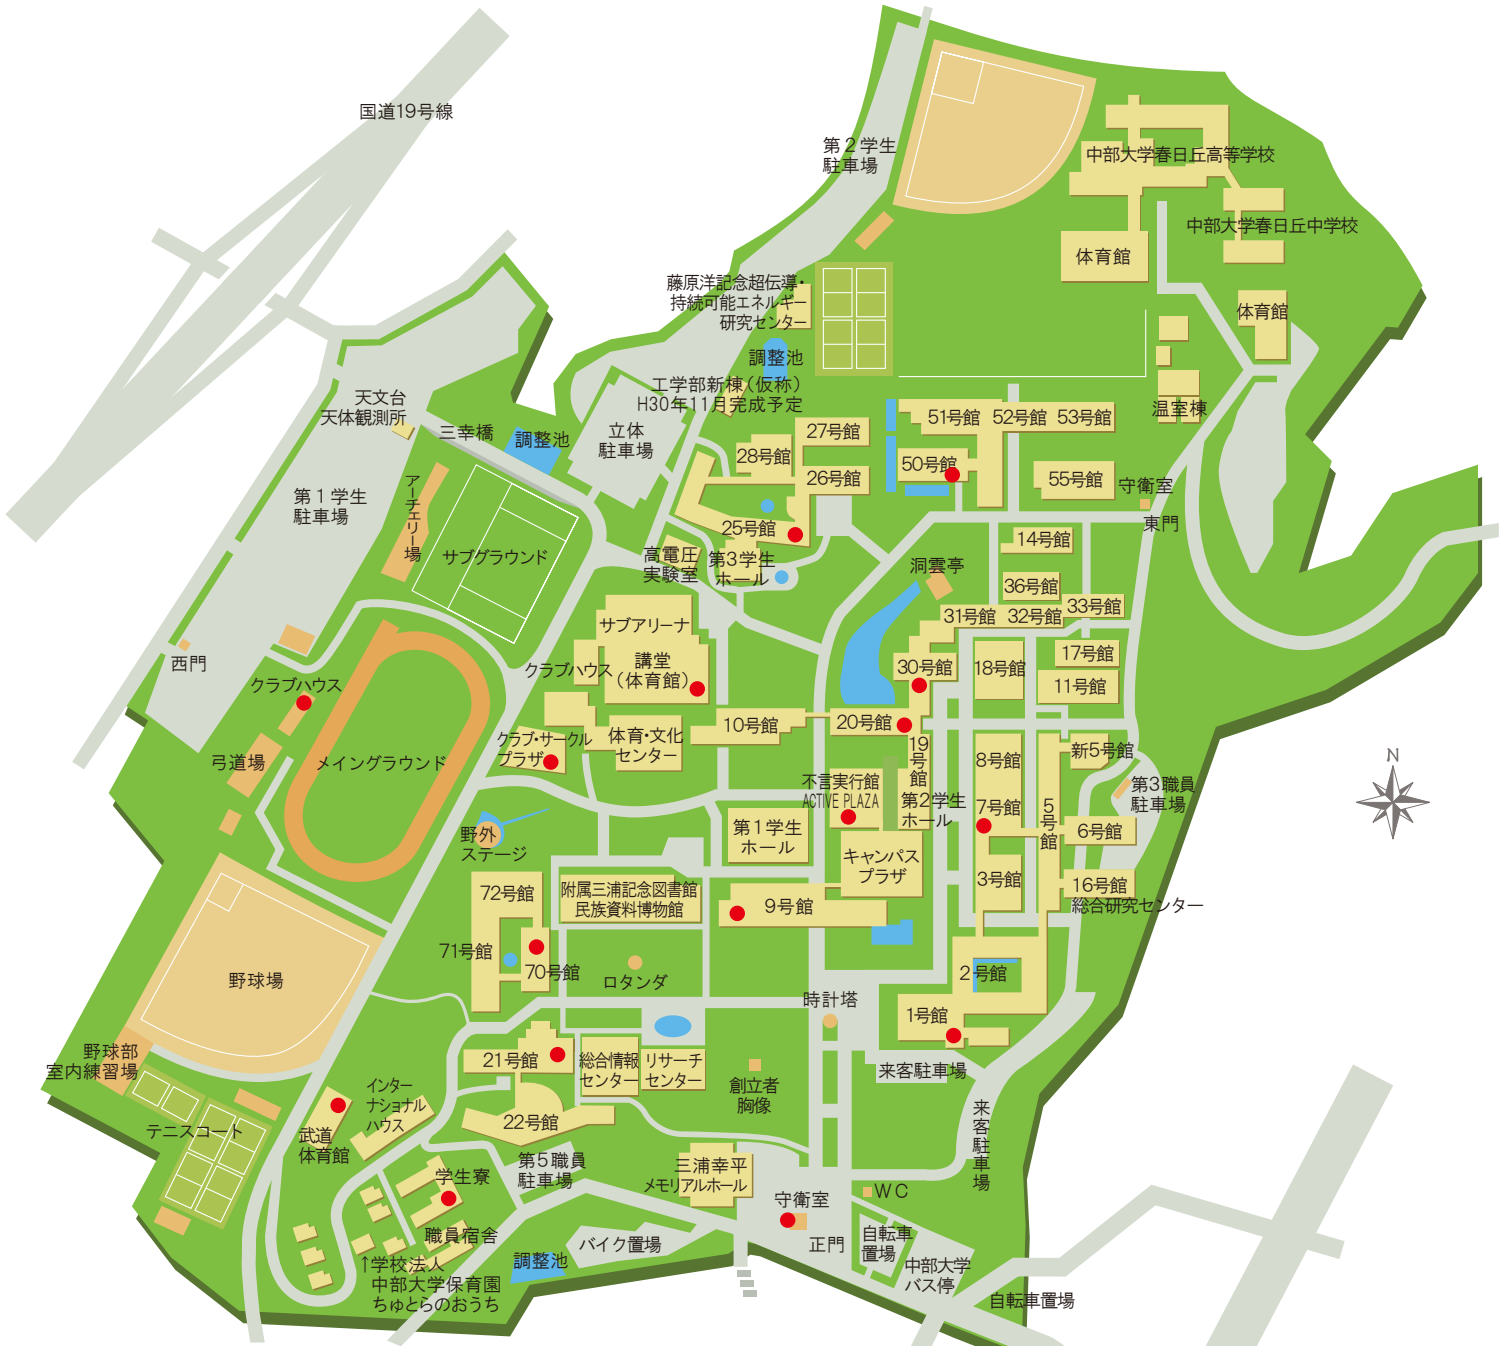 国道19号線
第２学生
駐車場
中部大学春日丘高等学校
中部大学春日丘中学校
体育館
体育館
藤原洋記念超伝導・
持続可能エネルギー
研究センター
調整池
工学部新棟（仮称）
H30年11月完成予定
天文台
天体観測所
三幸橋
調整池
立体
駐車場
27号館
28号館
26号館
25号館
51号館
52号館
53号館
50号館
55号館
温室棟
守衛室
東門
第１学生
駐車場
アーチェリー場
サブグラウンド
高電圧
実験室
第3学生
ホール
洞雲亭
14号館
36号館
31号館
32号館
33号館
サブアリーナ
講堂
（体育館）
クラブハウス
西門
クラブハウス
30号館
18号館
17号館
11号館
10号館
20号館
体育・文化
センター
クラブ・サークル
プラザ
メイングラウンド
弓道場
19号館
8号館
新5号館
不言実行館
ACTIVE PLAZA
第2学生
ホール
7号館
5号館
第3職員
駐車場
6号館
第１学生
ホール
キャンパス
プラザ
野外
ステージ
3号館
16号館
総合研究センター
72号館
附属三浦記念図書館
民族資料博物館
9号館
71号館
70号館
ロタンダ
野球場
2号館
時計塔
1号館
野球部
室内練習場
21号館
総合情報
センター
リサーチ
センター
創立者
胸像
来客駐車場
来客駐車場
インター
ナショナル
ハウス
22号館
テニスコート
武道
体育館
第５職員
駐車場
学生寮
三浦幸平
メモリアルホール
守衛室
WC
職員宿舎
正門
自転車
置場
バイク置場
調整池
↑学校法人
中部大学保育園
ちゅとらのおうち
中部大学
バス停
自転車置場
N